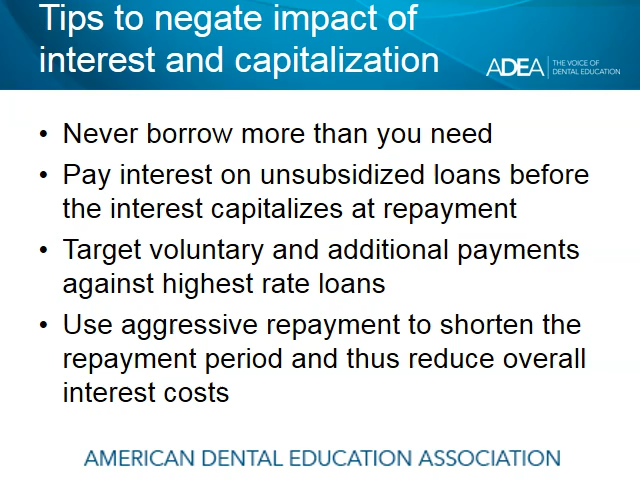 Tips to negate impact of
interest and capitalization
ADEA
THE VOICE OF
DENTAL EDUCATION
• Never borrow more than you need
• Pay interest on unsubsidized loans before
the interest capitalizes at repayment
• Target voluntary and additional payments
against highest rate loans
• Use aggressive repayment to shorten the
repayment period and thus reduce overall
interest costs
AMERICAN DENTAL EDUCATION ASSOCIATION